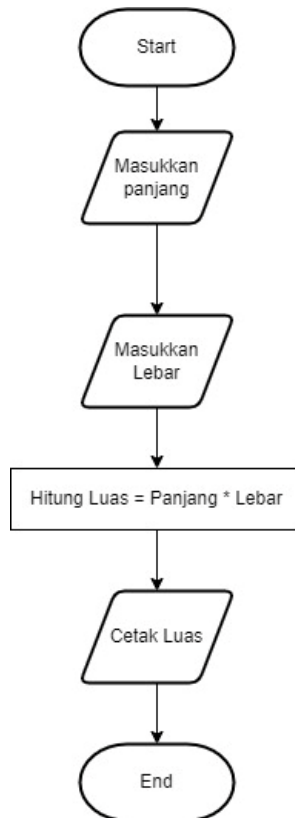 Start
Masukkan
panjang
Masukkan
Lebar
Hitung Luas = Panjang * Lebar
Cetak Luas
End